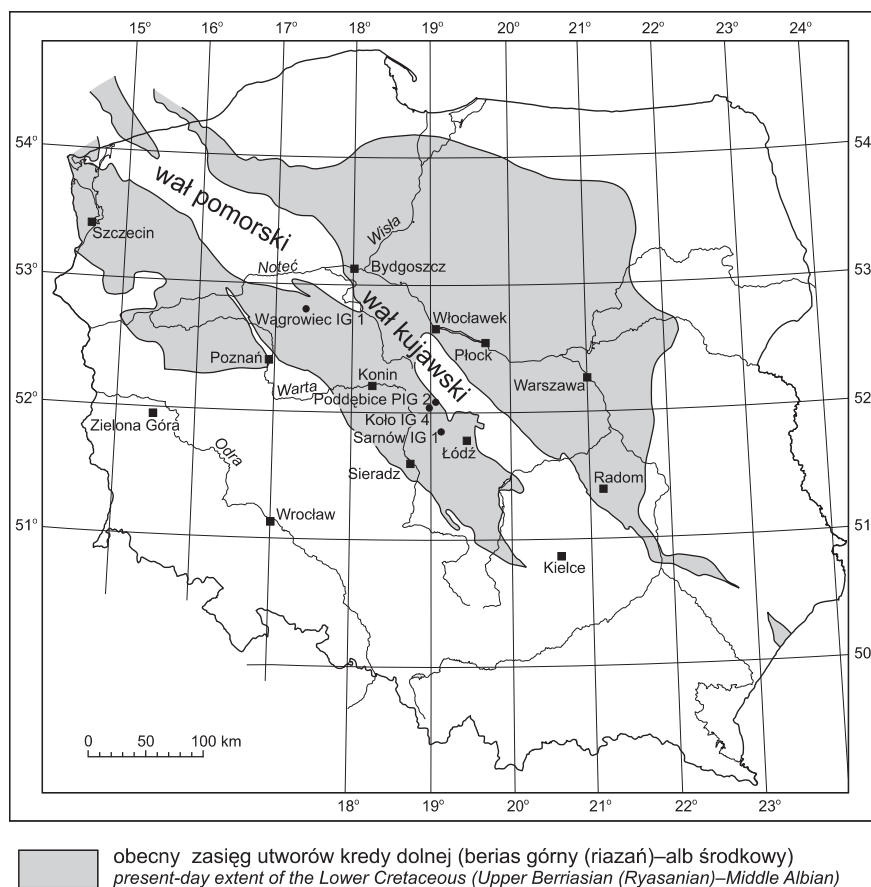 15° 16° 17° 18° 19° 20° 21° 22° 23° 24°
54° 54
wał pomorski
Szczecin
Wisła
53° 53
Noteć
Bydgoszcz
wał kujawski
Wągrowiec IG 1
Włocławek
Płock
Poznań
Konin
Warszawa
52° 52
Warta
Poddębice PIG 2
Koło IG 4
Zielona Góra
Sarnów IG 1
Łódź
Odra
Sieradz
Radom
Wrocław
51° 51
Kielce
50
0 50 100 km
18° 19° 20° 21° 22° 23°
obecny zasięg utworów kredy dolnej (berias górny (riazań)–alb środkowy)
present-day extent of the Lower Cretaceous (Upper Berriasian (Ryasanian)–Middle Albian)